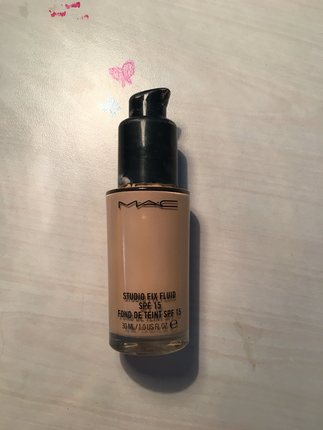 MAC
STUDIO FIX FLUID
SPF 15
FOND DE TEINT SPF 15
30 ML / 1.0 US FL OZ ℮